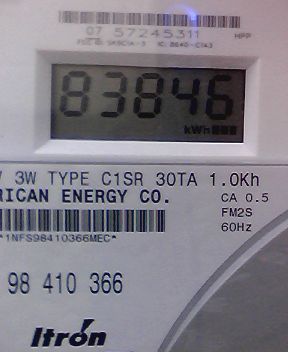 07 57245311 HPP
83846
kWh
3W TYPE C1SR 30TA 1.0Kh
RICAN ENERGY CO. CA 0.5
FM2S
60Hz
*1NFS98410366MEC*
98 410 366
Itron